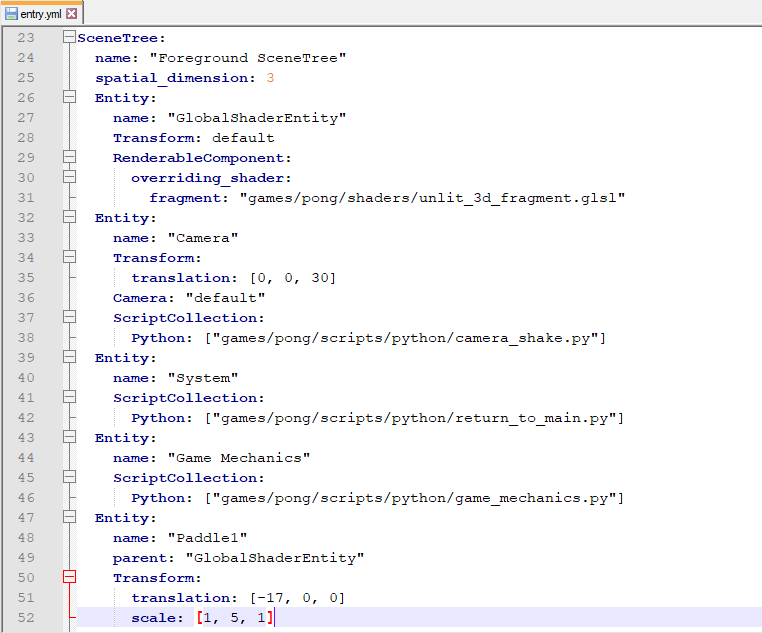 entry.yml
23 SceneTree:
24   name: "Foreground SceneTree"
25   spatial_dimension: 3
26   Entity:
27     name: "GlobalShaderEntity"
28     Transform: default
29     RenderableComponent:
30       overriding_shader:
31         fragment: "games/pong/shaders/unlit_3d_fragment.glsl"
32   Entity:
33     name: "Camera"
34     Transform:
35       translation: [0, 0, 30]
36     Camera: "default"
37     ScriptCollection:
38       Python: ["games/pong/scripts/python/camera_shake.py"]
39   Entity:
40     name: "System"
41     ScriptCollection:
42       Python: ["games/pong/scripts/python/return_to_main.py"]
43   Entity:
44     name: "Game Mechanics"
45     ScriptCollection:
46       Python: ["games/pong/scripts/python/game_mechanics.py"]
47   Entity:
48     name: "Paddle1"
49     parent: "GlobalShaderEntity"
50     Transform:
51       translation: [-17, 0, 0]
52       scale: [1, 5, 1]